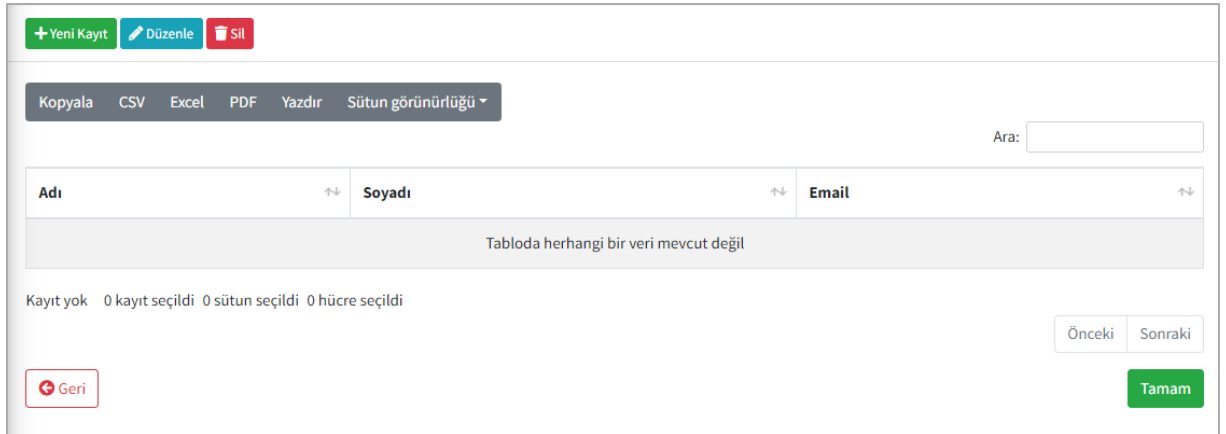 Yeni Kayıt Düzenle Sil
Kopyala CSV Excel PDF Yazdır Sütun görünürlüğü
Ara:
Adı Soyadı Email
Tabloda herhangi bir veri mevcut değil
Kayıt yok 0 kayıt seçildi 0 sütun seçildi 0 hücre seçildi
Önceki Sonraki
Geri Tamam